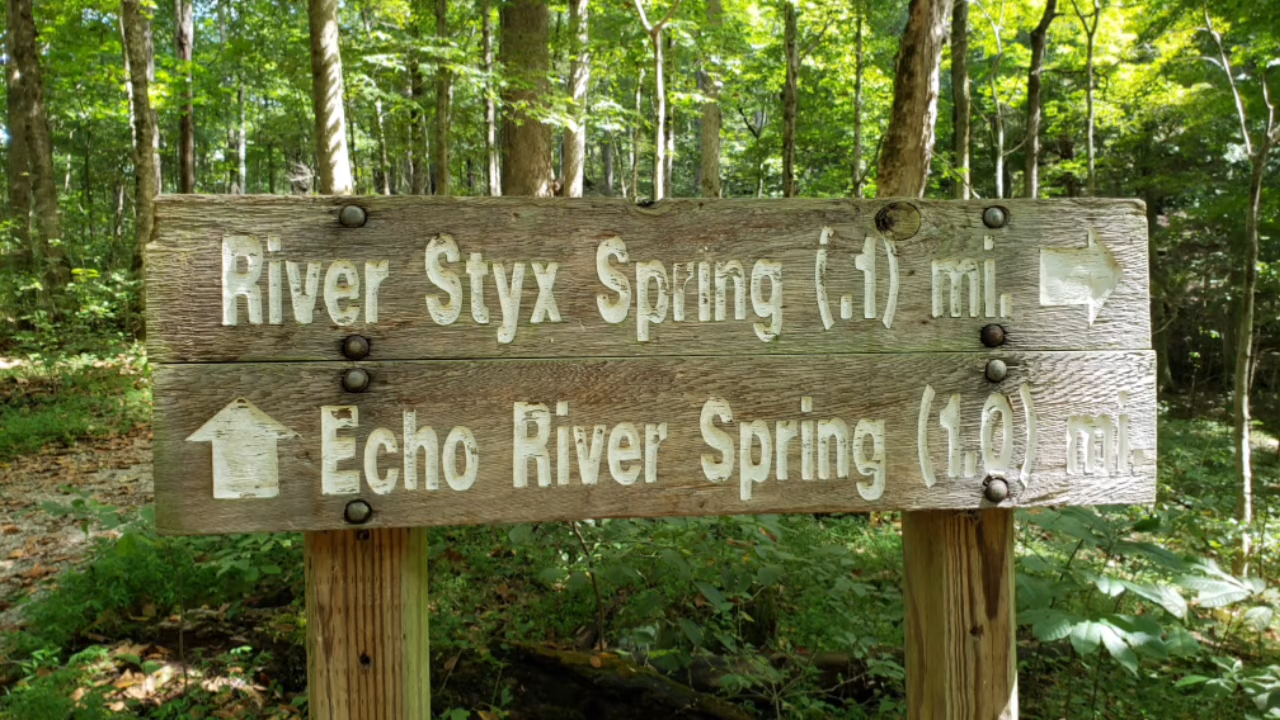 River Styx Spring (.1) mi.
Echo River Spring (1.0) mi.